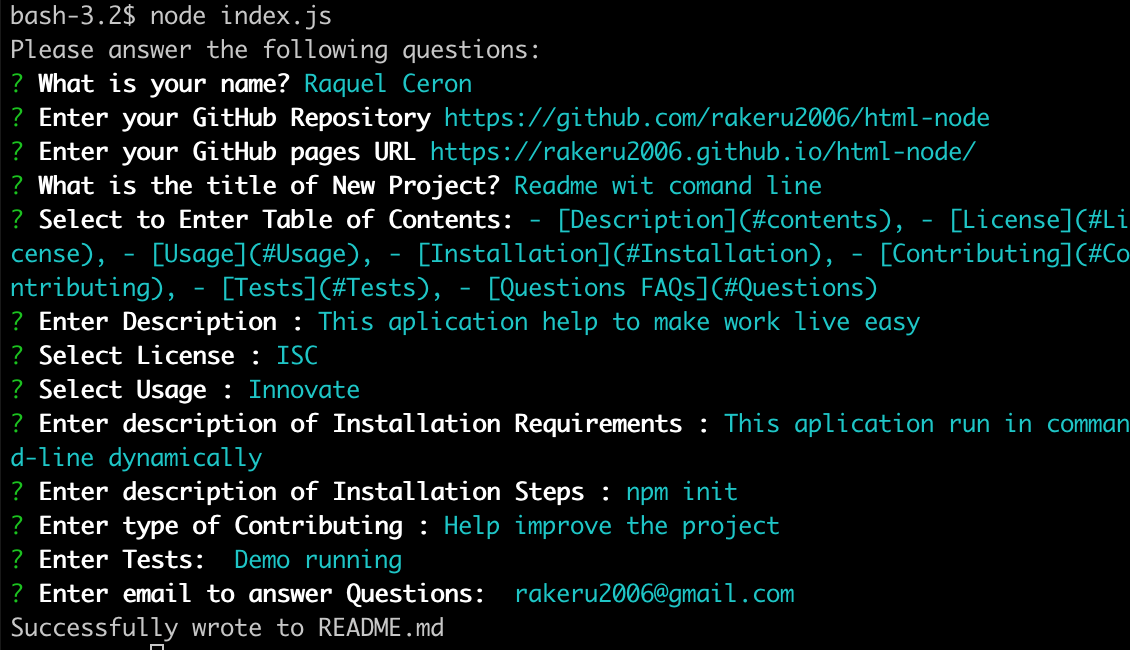 bash-3.2$ node index.js
Please answer the following questions:
? What is your name? Raquel Ceron
? Enter your GitHub Repository https://github.com/rakeru2006/html-node
? Enter your GitHub pages URL https://rakeru2006.github.io/html-node/
? What is the title of New Project? Readme wit comand line
? Select to Enter Table of Contents: - [Description](#contents), - [License](#Li
cense), - [Usage](#Usage), - [Installation](#Installation), - [Contributing](#Co
ntributing), - [Tests](#Tests), - [Questions FAQs](#Questions)
? Enter Description : This aplication help to make work live easy
? Select License : ISC
? Select Usage : Innovate
? Enter description of Installation Requirements : This aplication run in comman
d-line dynamically
? Enter description of Installation Steps : npm init
? Enter type of Contributing : Help improve the project
? Enter Tests:  Demo running
? Enter email to answer Questions:  rakeru2006@gmail.com
Successfully wrote to README.md